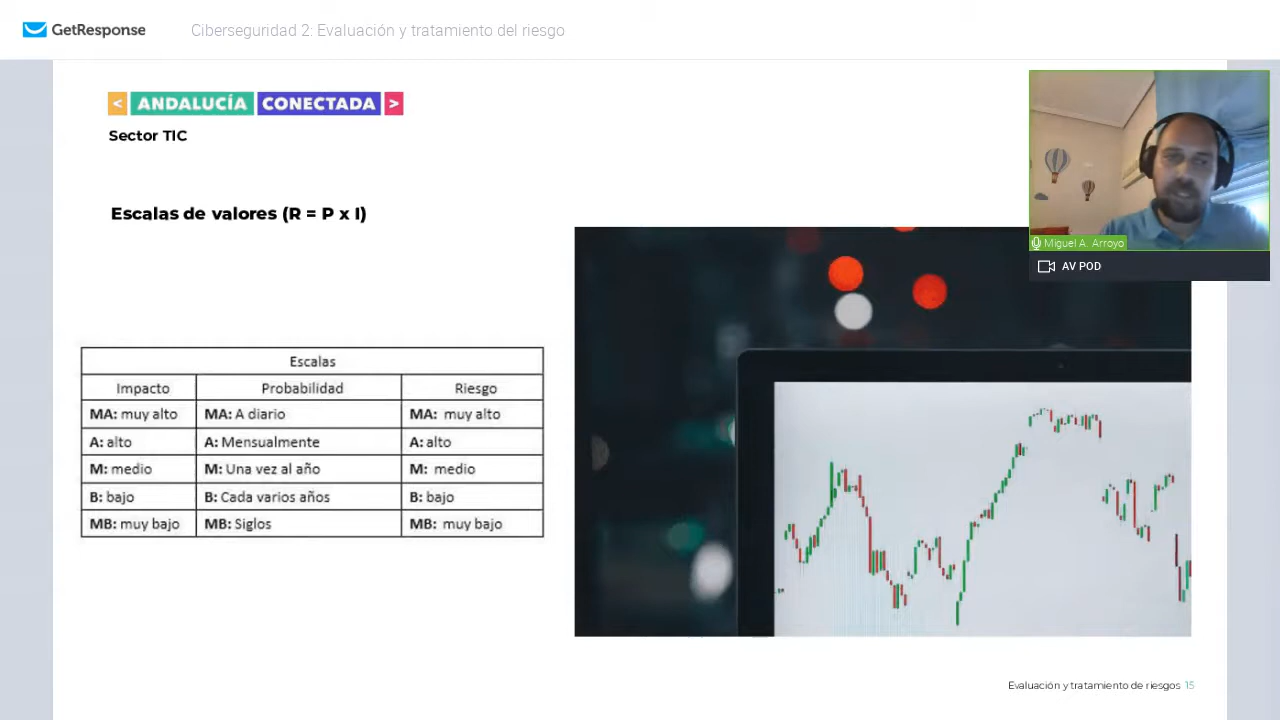 GetResponse
Ciberseguridad 2: Evaluación y tratamiento del riesgo
< ANDALUCÍA CONECTADA >
Sector TIC
Escalas de valores (R = P x I)
Miguel A. Arroyo
AV POD
Escalas
Impacto Probabilidad Riesgo
MA: muy alto MA: A diario MA: muy alto
A: alto A: Mensualmente A: alto
M: medio M: Una vez al año M: medio
B: bajo B: Cada varios años B: bajo
MB: muy bajo MB: Siglos MB: muy bajo
Evaluación y tratamiento de riesgos 15